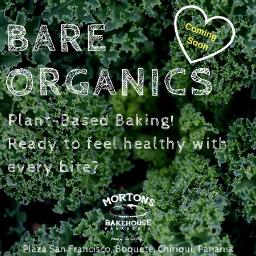 Coming
Soon
BARE
ORGANICS
Plant-Based Baking!
Ready to feel healthy with
every bite?
MORTON'S
BAKEHOUSE
Plaza San Francisco, Boquete, Chiriqui, Panama